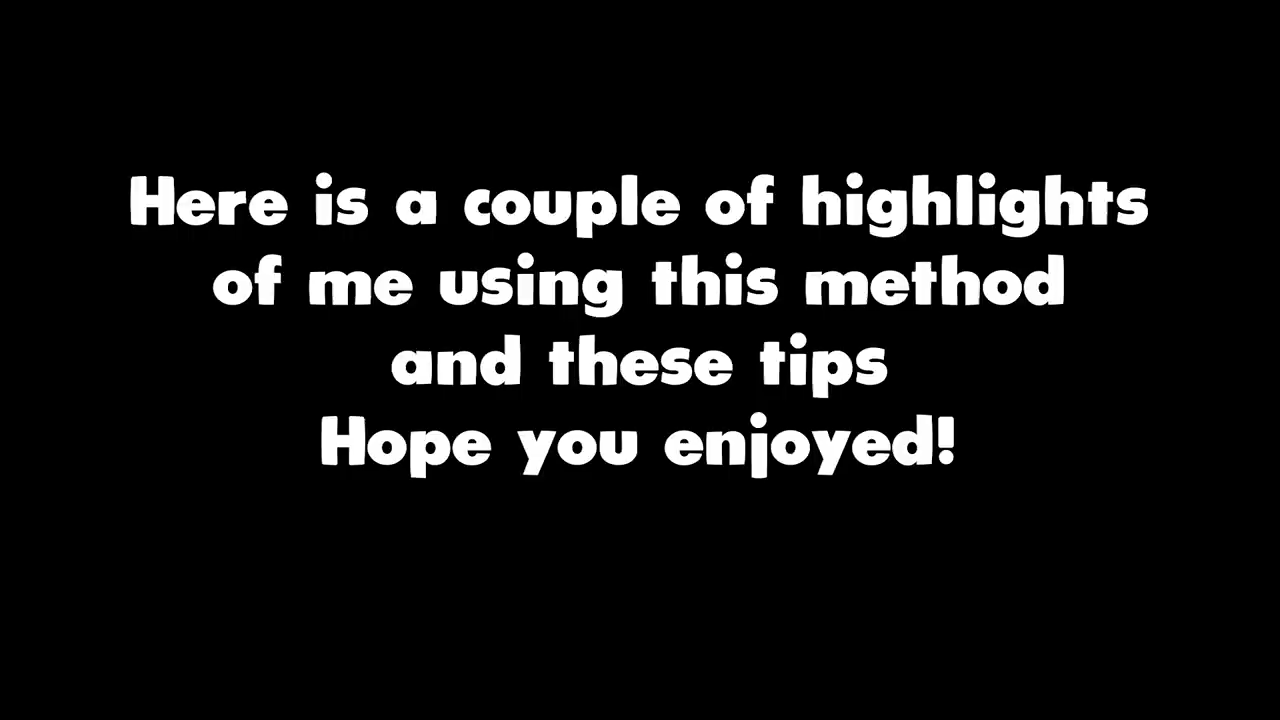 Here is a couple of highlights
of me using this method
and these tips
Hope you enjoyed!